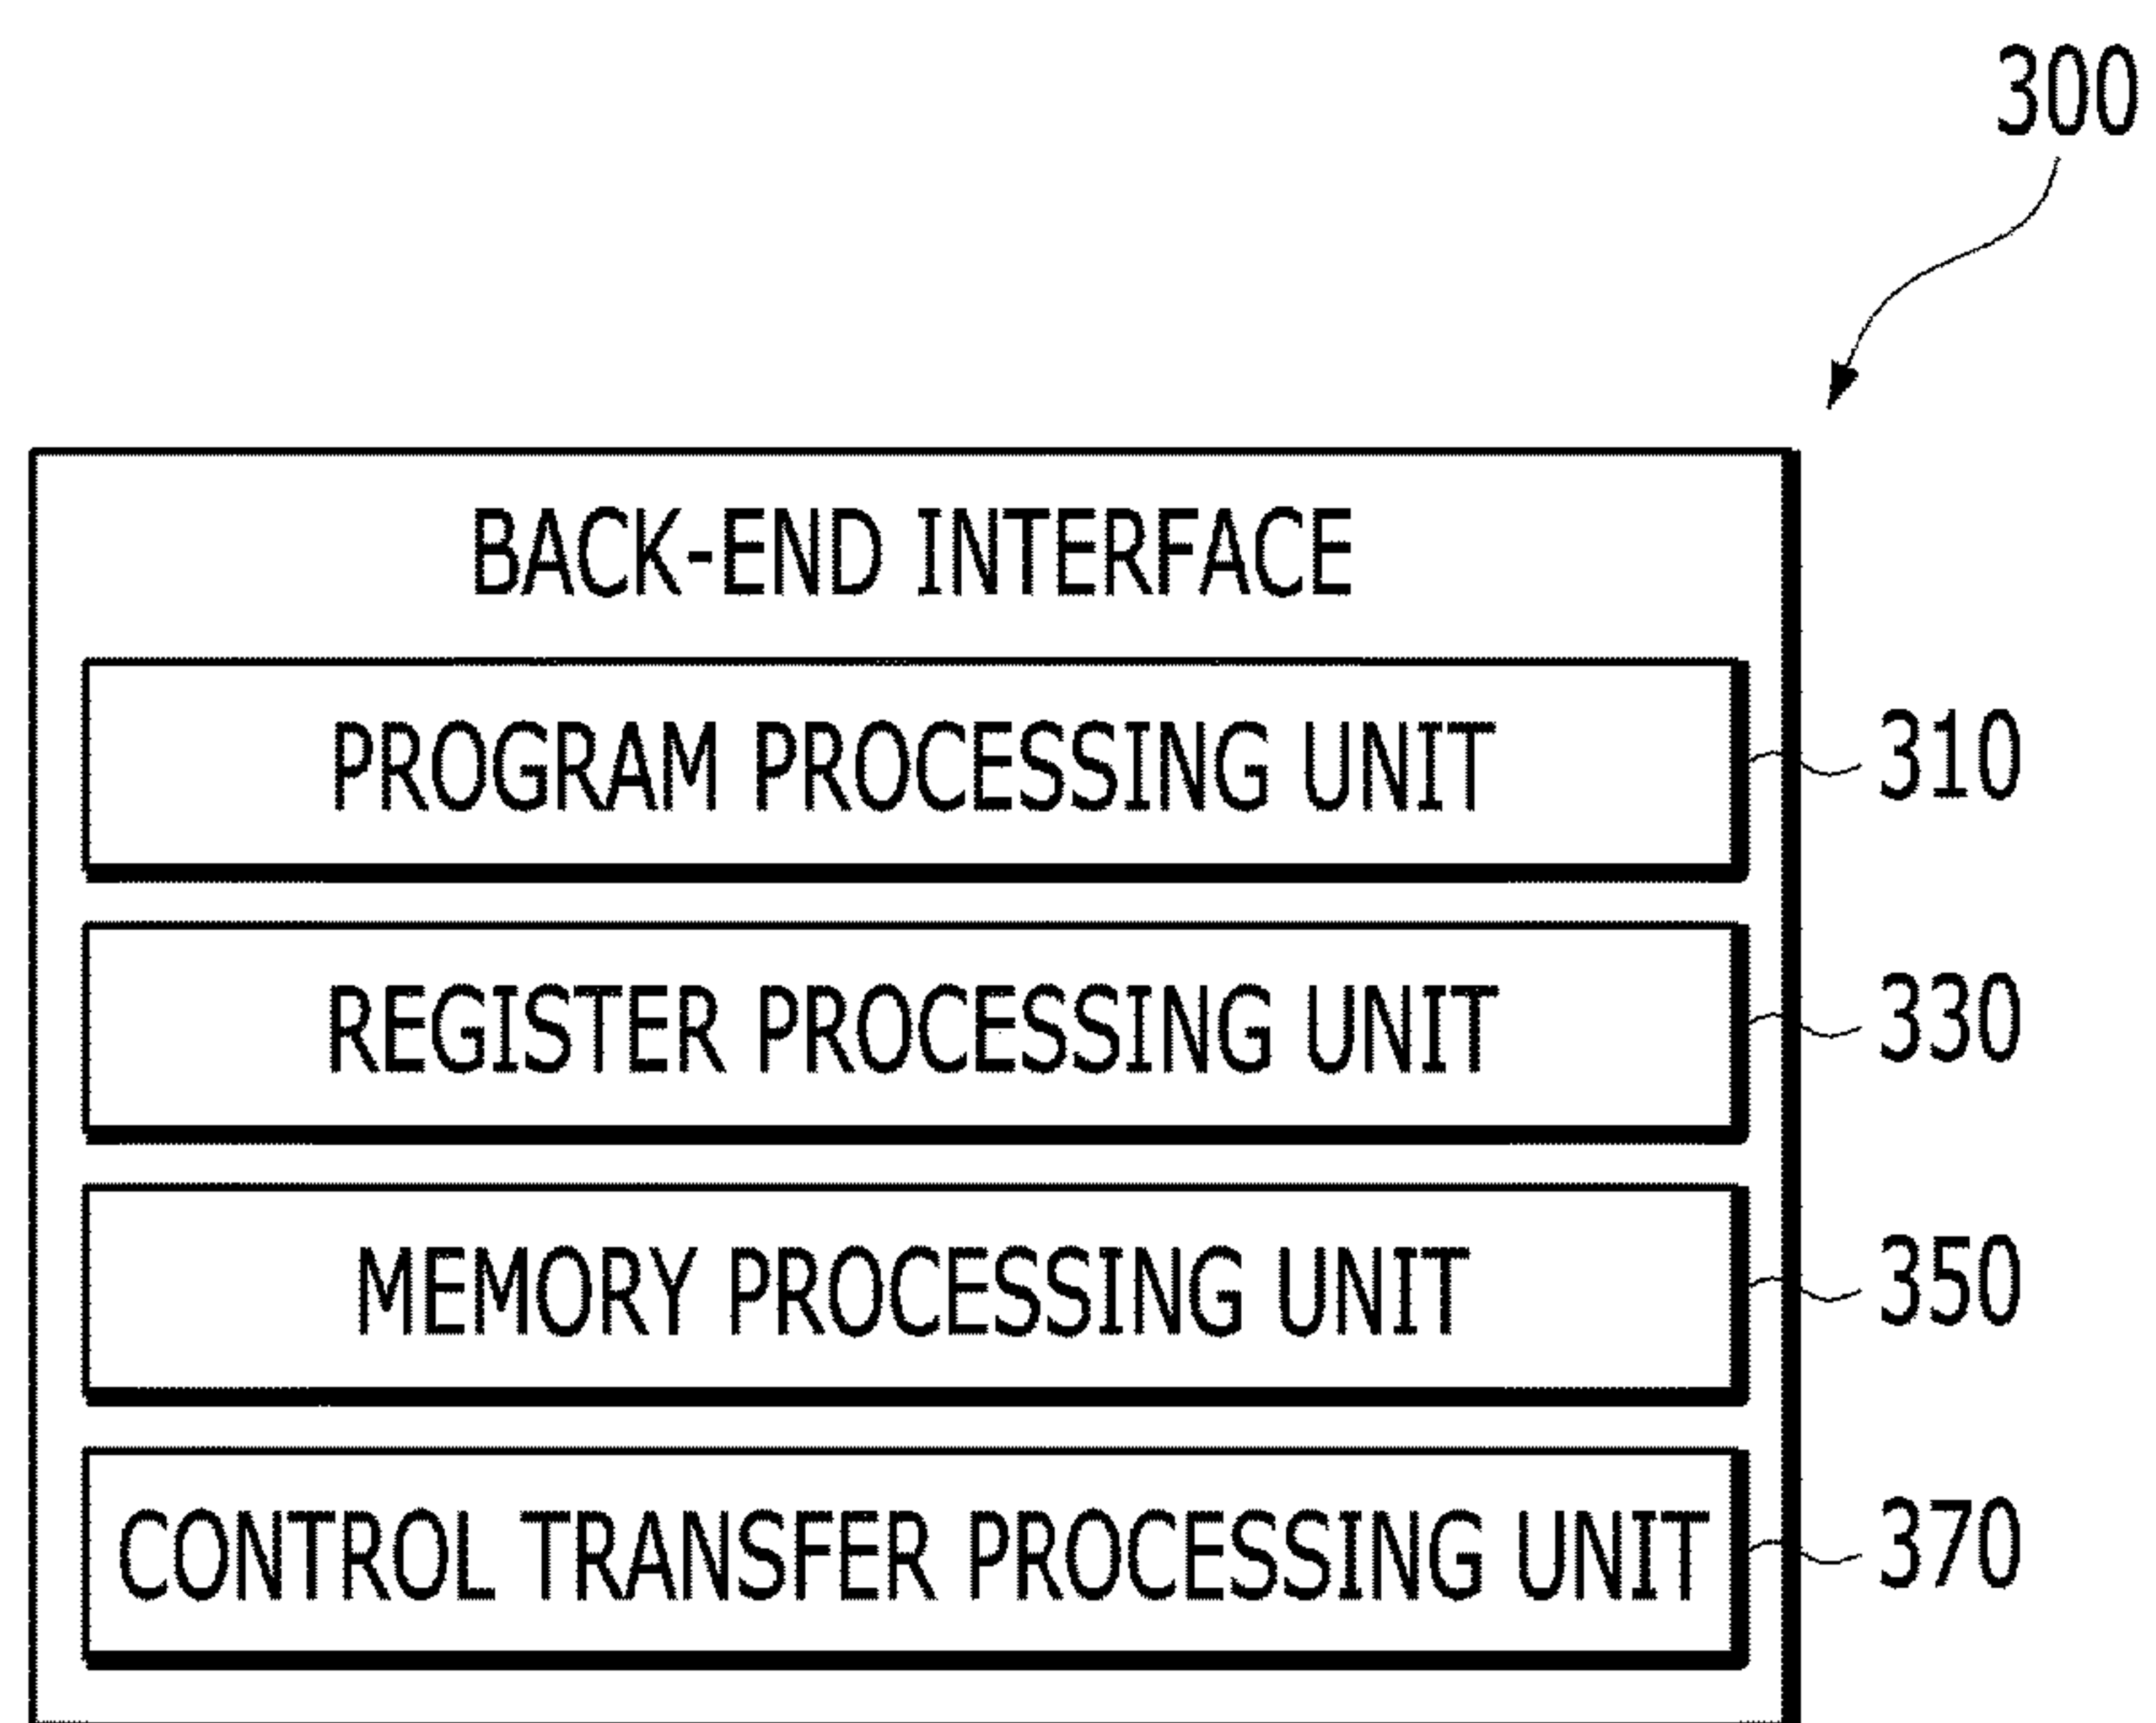 300
BACK-END INTERFACE
PROGRAM PROCESSING UNIT 310
REGISTER PROCESSING UNIT 330
MEMORY PROCESSING UNIT 350
CONTROL TRANSFER PROCESSING UNIT 370